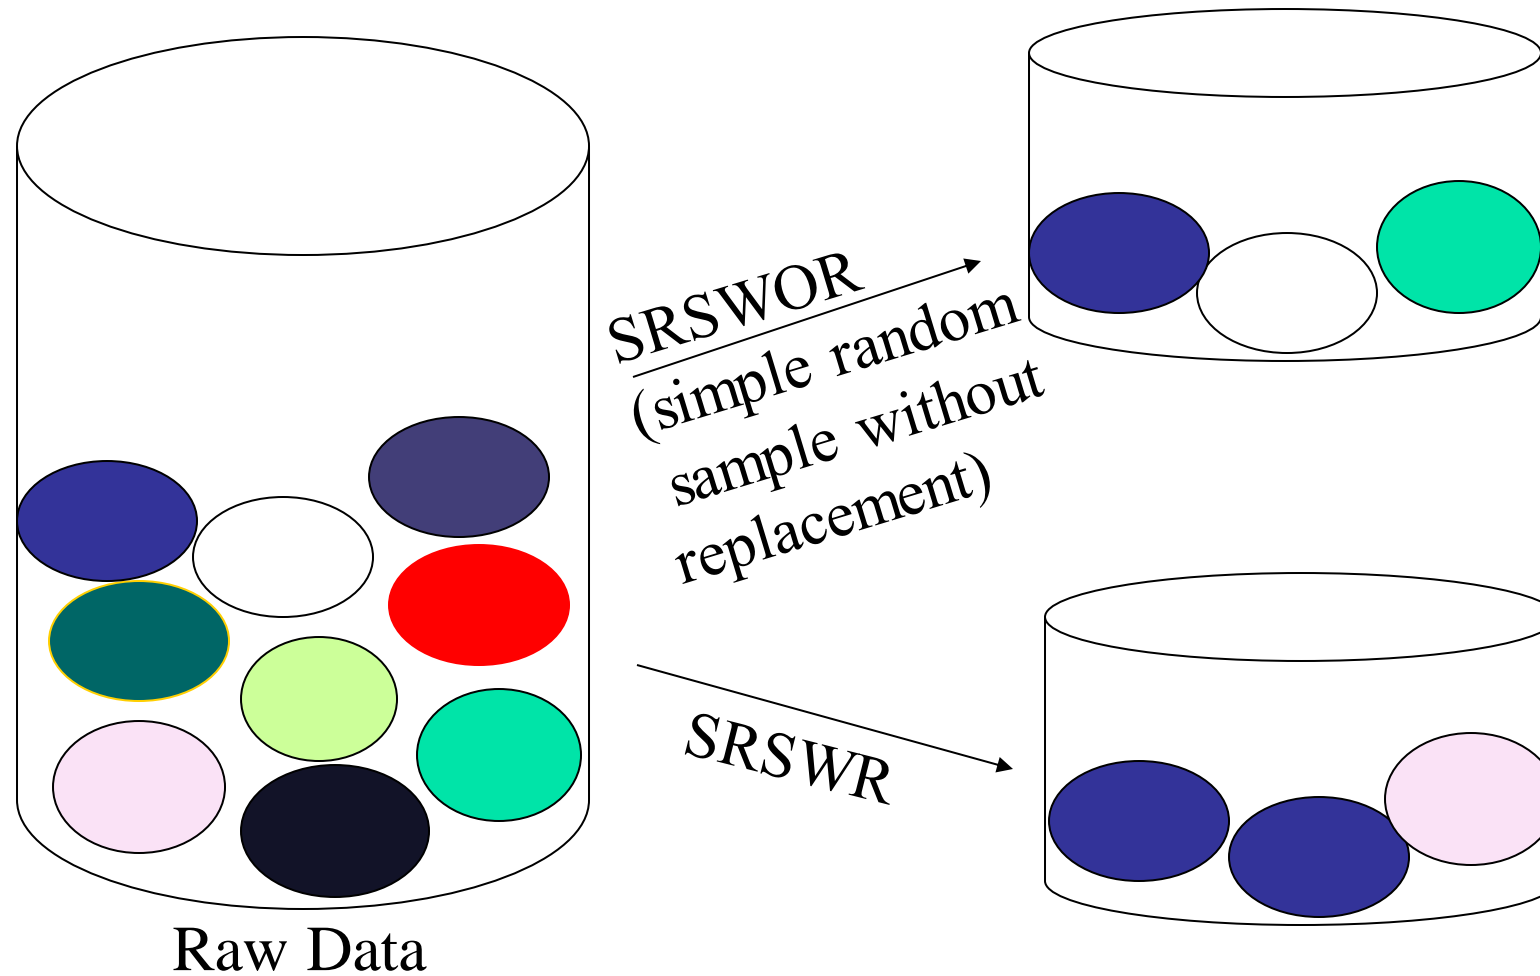 SRSWOR
(simple random
sample without
replacement)
SRSWR
Raw Data